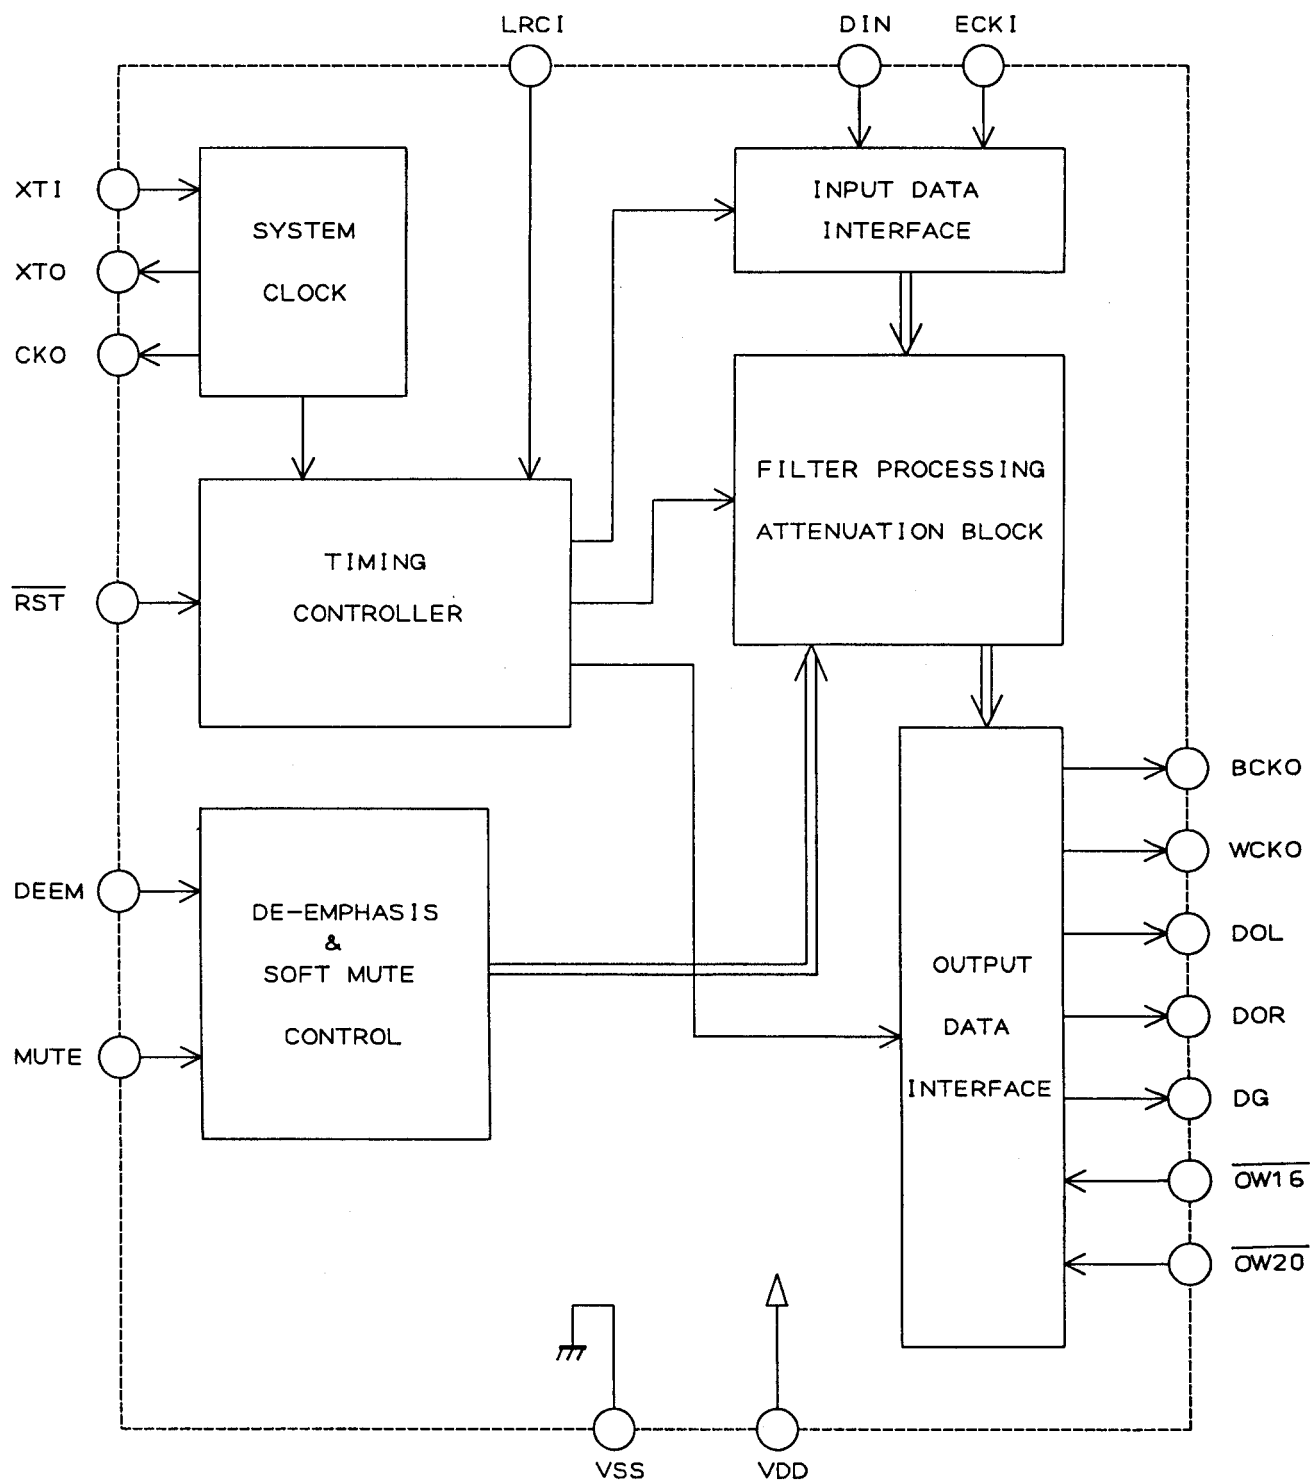 LRCI
DIN
ECKI
XTI
XTO
CKO
SYSTEM
CLOCK
INPUT DATA
INTERFACE
FILTER PROCESSING
ATTENUATION BLOCK
RST
TIMING
CONTROLLER
DEEM
MUTE
DE-EMPHASIS
&
SOFT MUTE
CONTROL
OUTPUT
DATA
INTERFACE
BCKO
WCKO
DOL
DOR
DG
OW16
OW20
VSS
VDD